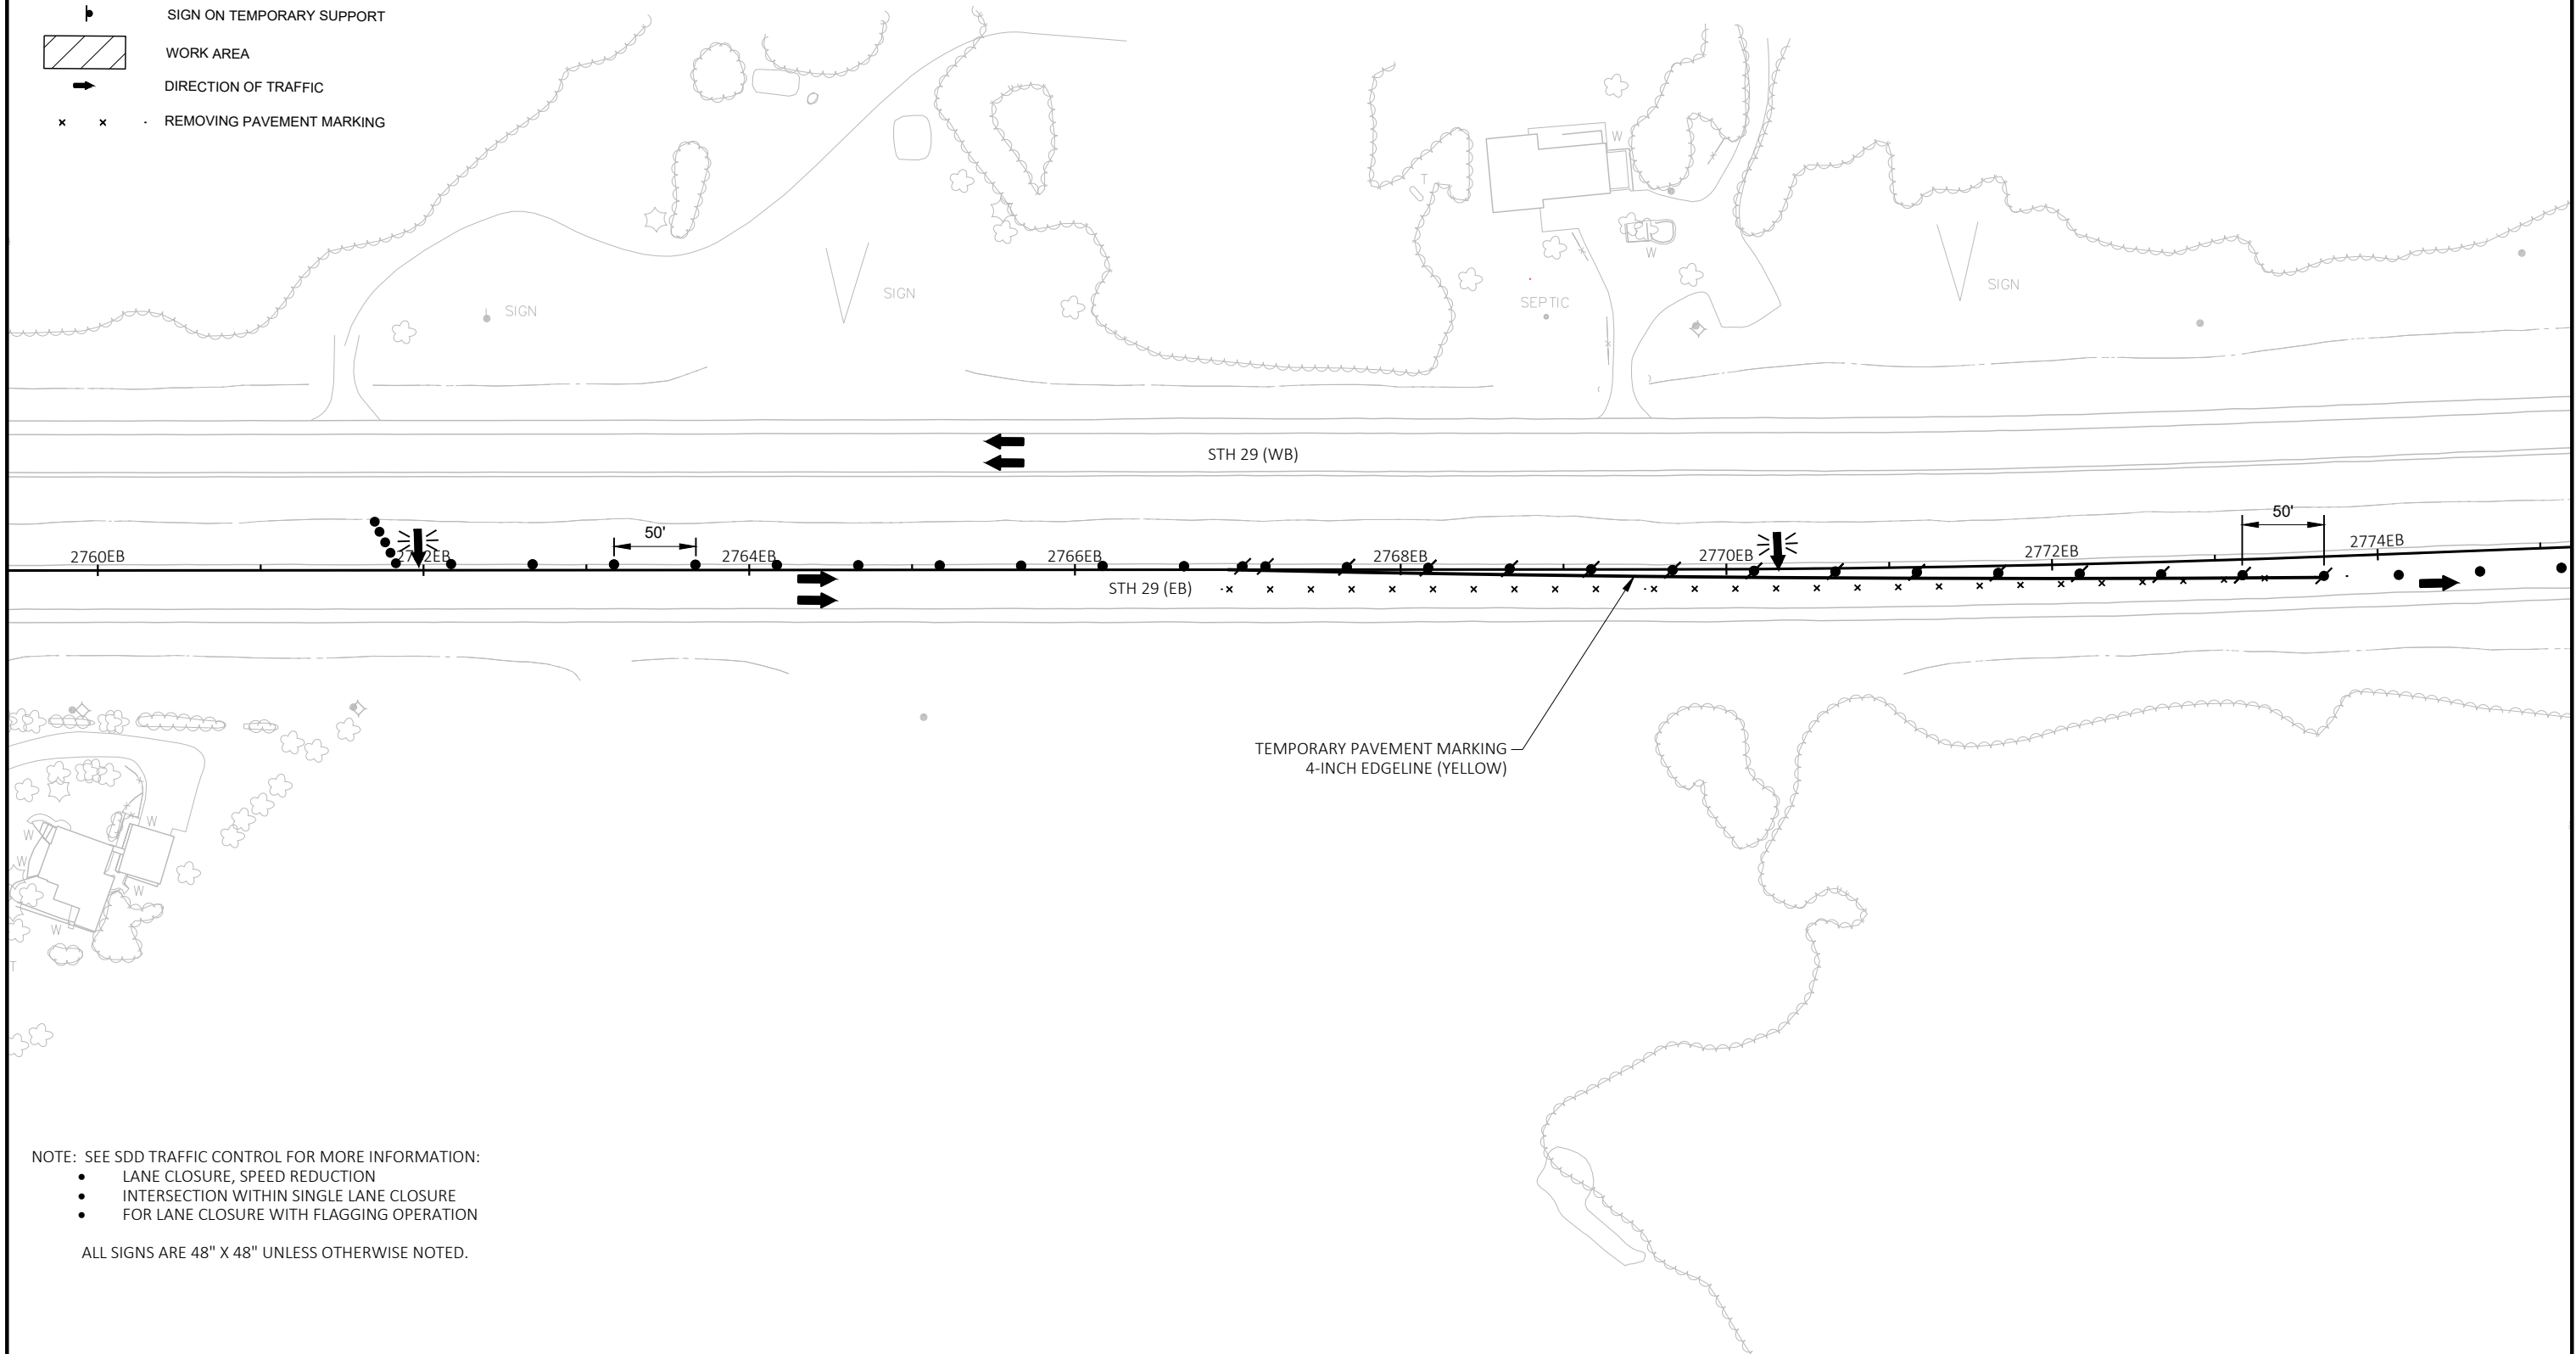 SIGN ON TEMPORARY SUPPORT
WORK AREA
DIRECTION OF TRAFFIC
REMOVING PAVEMENT MARKING
W
T
W
SIGN
SIGN
SIGN
SEPTIC
STH 29 (WB)
50'
50'
2760EB
2762EB
2764EB
2766EB
2768EB
2770EB
2772EB
2774EB
STH 29 (EB)
TEMPORARY PAVEMENT MARKING
4-INCH EDGELINE (YELLOW)
W
W
W
W
W
T
NOTE: SEE SDD TRAFFIC CONTROL FOR MORE INFORMATION:
• LANE CLOSURE, SPEED REDUCTION
• INTERSECTION WITHIN SINGLE LANE CLOSURE
• FOR LANE CLOSURE WITH FLAGGING OPERATION
ALL SIGNS ARE 48" X 48" UNLESS OTHERWISE NOTED.